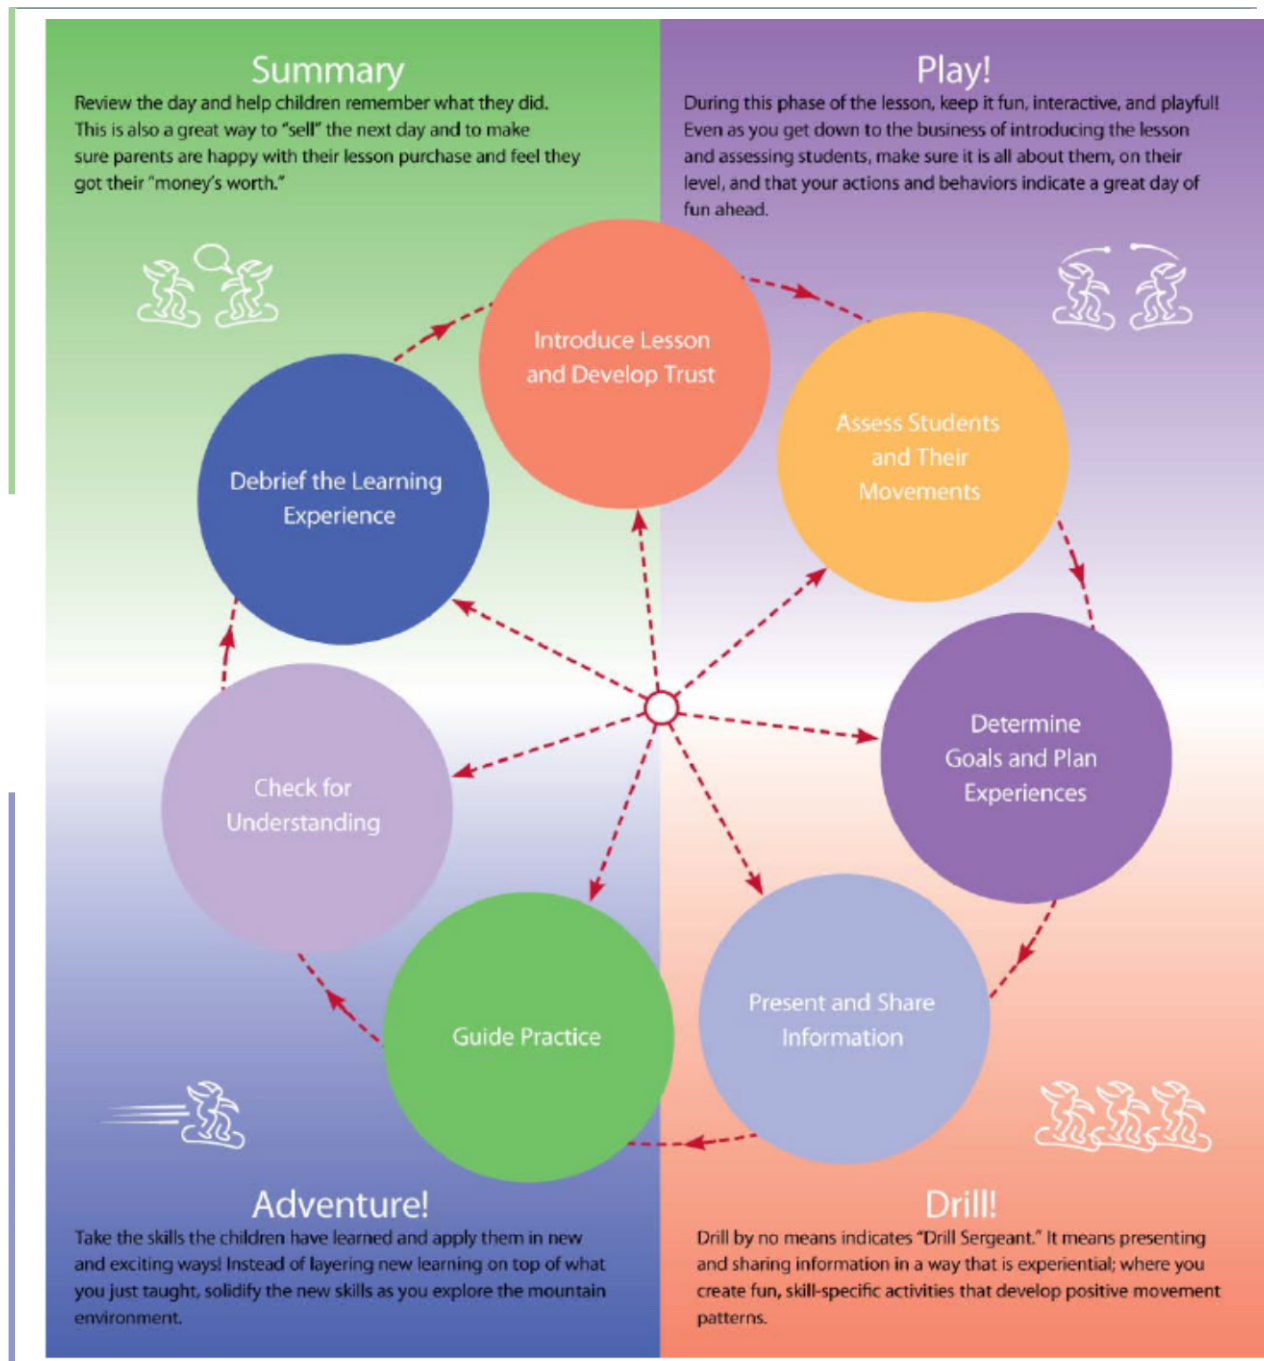 Summary
Review the day and help children remember what they did.
This is also a great way to “sell” the next day and to make
sure parents are happy with their lesson purchase and feel they
got their “money’s worth.”
Play!
During this phase of the lesson, keep it fun, interactive, and playful!
Even as you get down to the business of introducing the lesson
and assessing students, make sure it is all about them, on their
level, and that your actions and behaviors indicate a great day of
fun ahead.
Introduce Lesson
and Develop Trust
Assess Students
and Their
Movements
Debrief the Learning
Experience
Determine
Goals and Plan
Experiences
Check for
Understanding
Present and Share
Information
Guide Practice
Adventure!
Take the skills the children have learned and apply them in new
and exciting ways! Instead of layering new learning on top of what
you just taught, solidify the new skills as you explore the mountain
environment.
Drill!
Drill by no means indicates “Drill Sergeant.” It means presenting
and sharing information in a way that is experiential; where you
create fun, skill-specific activities that develop positive movement
patterns.